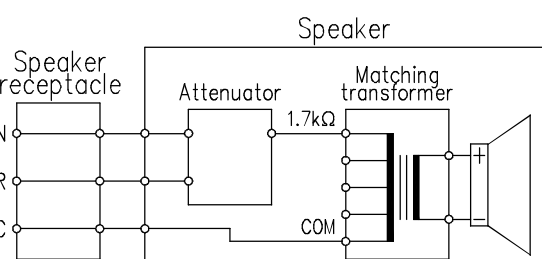 Speaker
Speaker
receptacle
Attenuator
Matching
transformer
N
1.7kΩ
R
+
C
COM
−